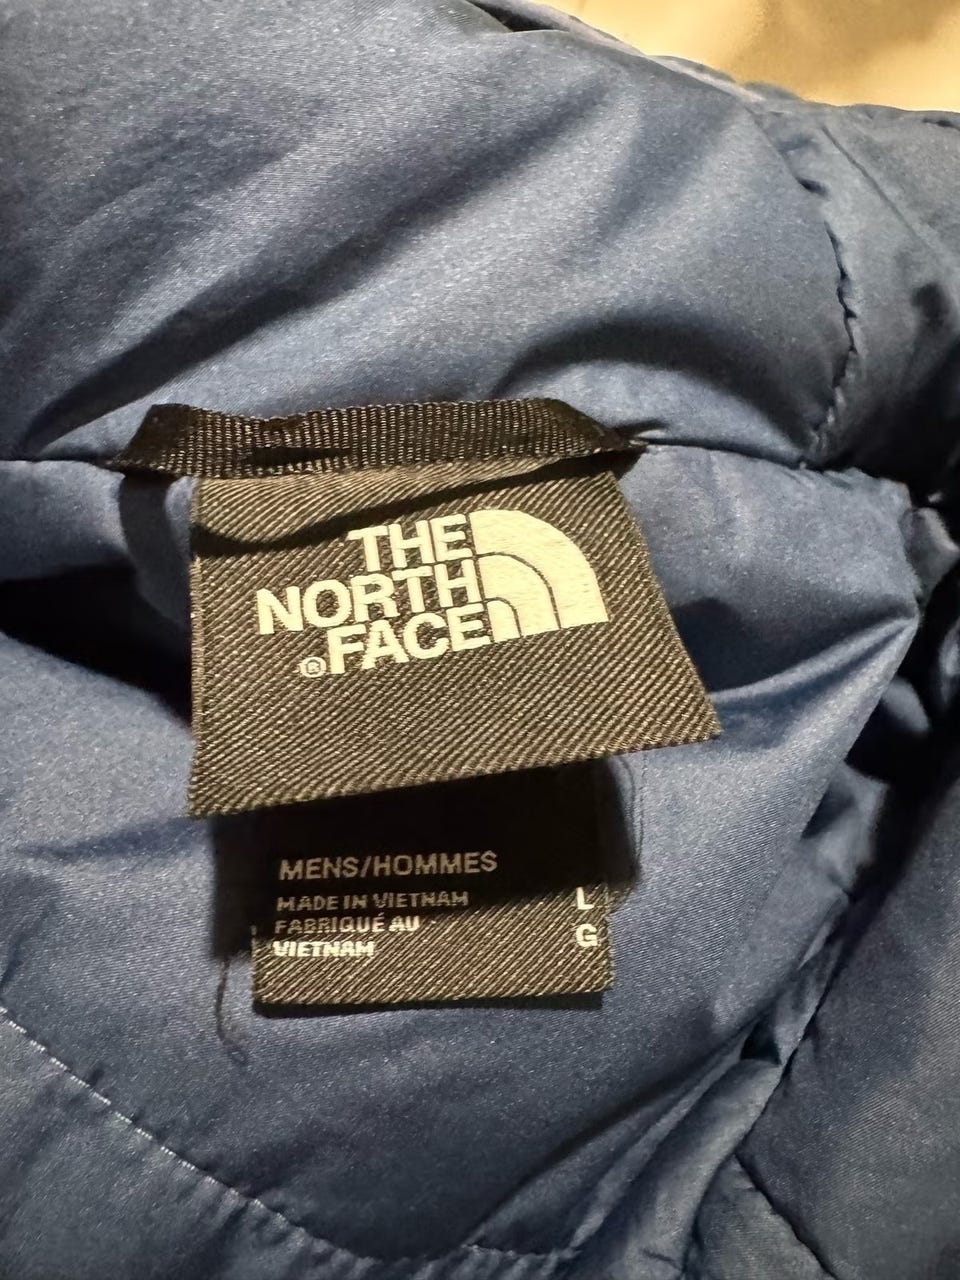 THE
NORTH
FACE
®
MENS/HOMMES
MADE IN VIETNAM L
FABRIQUÉ AU
VIETNAM G